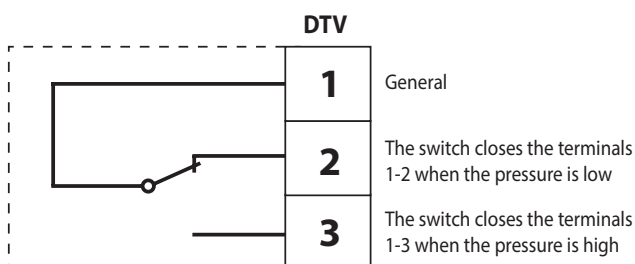 DTV
1
General
2
The switch closes the terminals
1-2 when the pressure is low
3
The switch closes the terminals
1-3 when the pressure is high